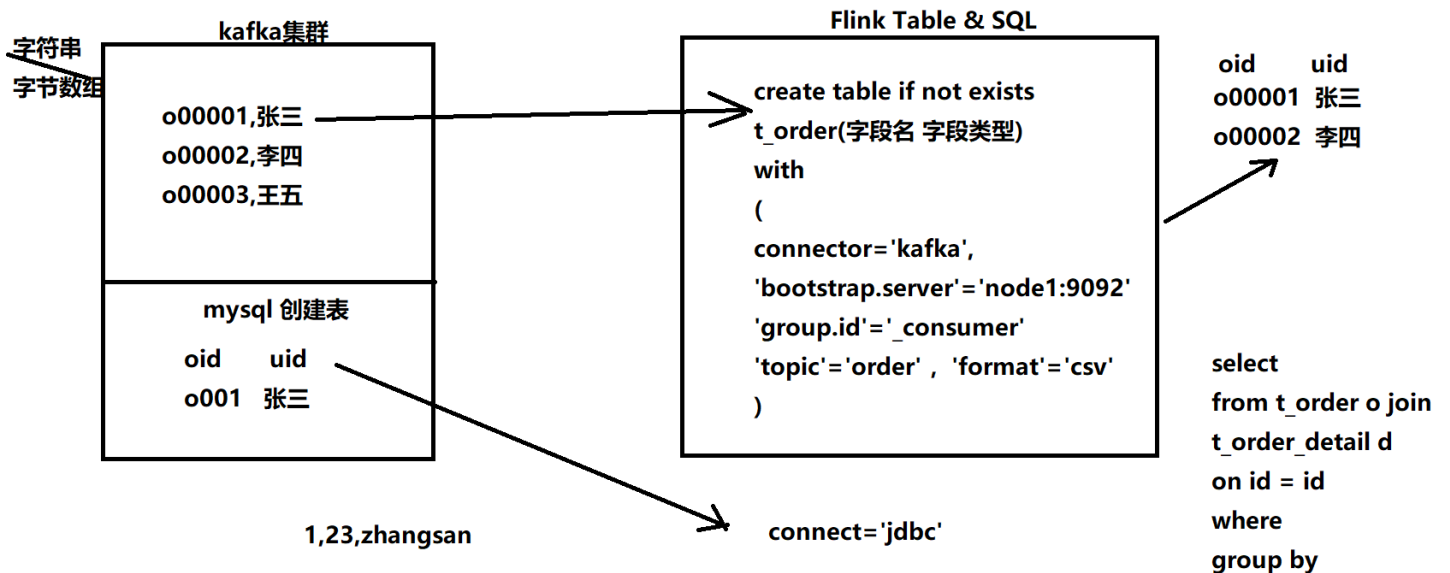 字符串
字节数组
kafka集群
o00001,张三
o00002,李四
o00003,王五
mysql 创建表
oid uid
o001 张三
1,23,zhangsan
Flink Table & SQL
create table if not exists
t_order(字段名 字段类型)
with
(
connector='kafka',
'bootstrap.server'='node1:9092'
'group.id'='_consumer'
'topic'='order' , 'format'='csv'
)
connect='jdbc'
oid uid
o00001 张三
o00002 李四
select
from t_order o join
t_order_detail d
on id = id
where
group by